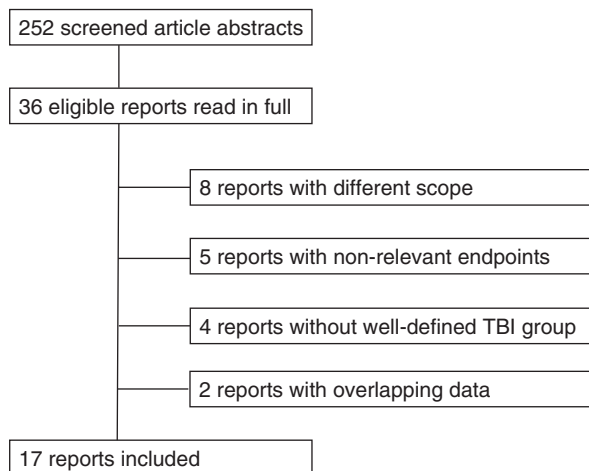 252 screened article abstracts
36 eligible reports read in full
8 reports with different scope
5 reports with non-relevant endpoints
4 reports without well-defined TBI group
2 reports with overlapping data
17 reports included